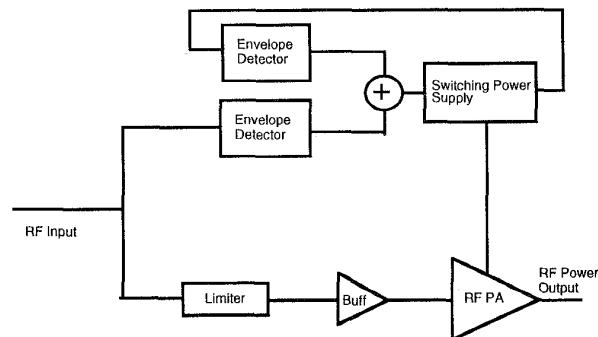 Envelope
Detector
+
Switching Power
Supply
Envelope
Detector
RF Input
Limiter
Buff
RF PA
RF Power
Output